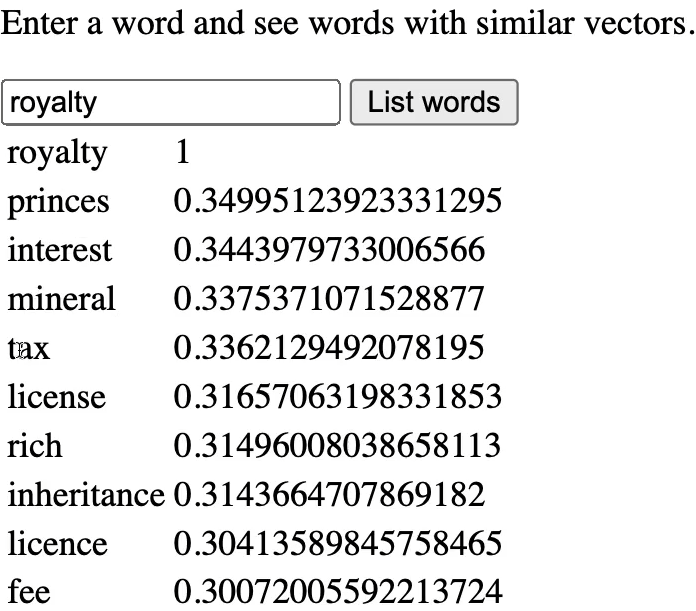 Enter a word and see words with similar vectors.
royalty List words
royalty 1
princes 0.34995123923331295
interest 0.3443979733006566
mineral 0.3375371071528877
tax 0.3362129492078195
license 0.31657063198331853
rich 0.31496008038658113
inheritance 0.3143664707869182
licence 0.30413589845758465
fee 0.30072005592213724